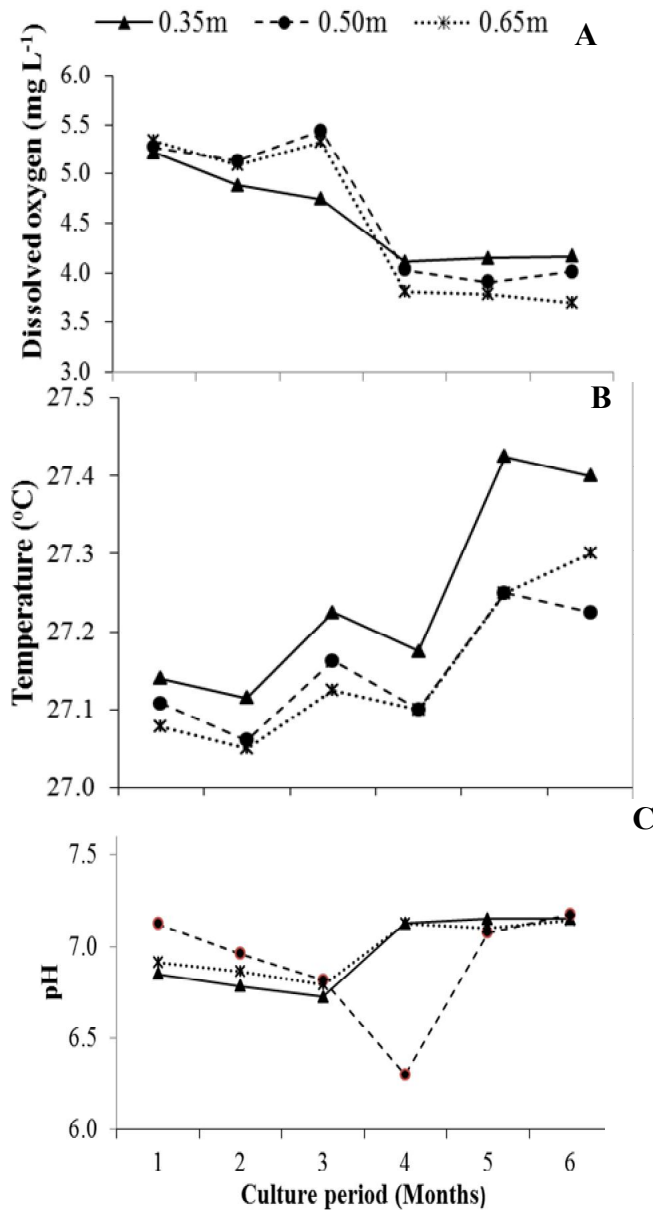 0.35m 0.50m 0.65m
A
Dissolved oxygen (mg L⁻¹)
6.0
5.5
5.0
4.5
4.0
3.5
3.0
B
Temperature (°C)
27.5
27.4
27.3
27.2
27.1
27.0
C
pH
7.5
7.0
6.5
6.0
1 2 3 4 5 6
Culture period (Months)